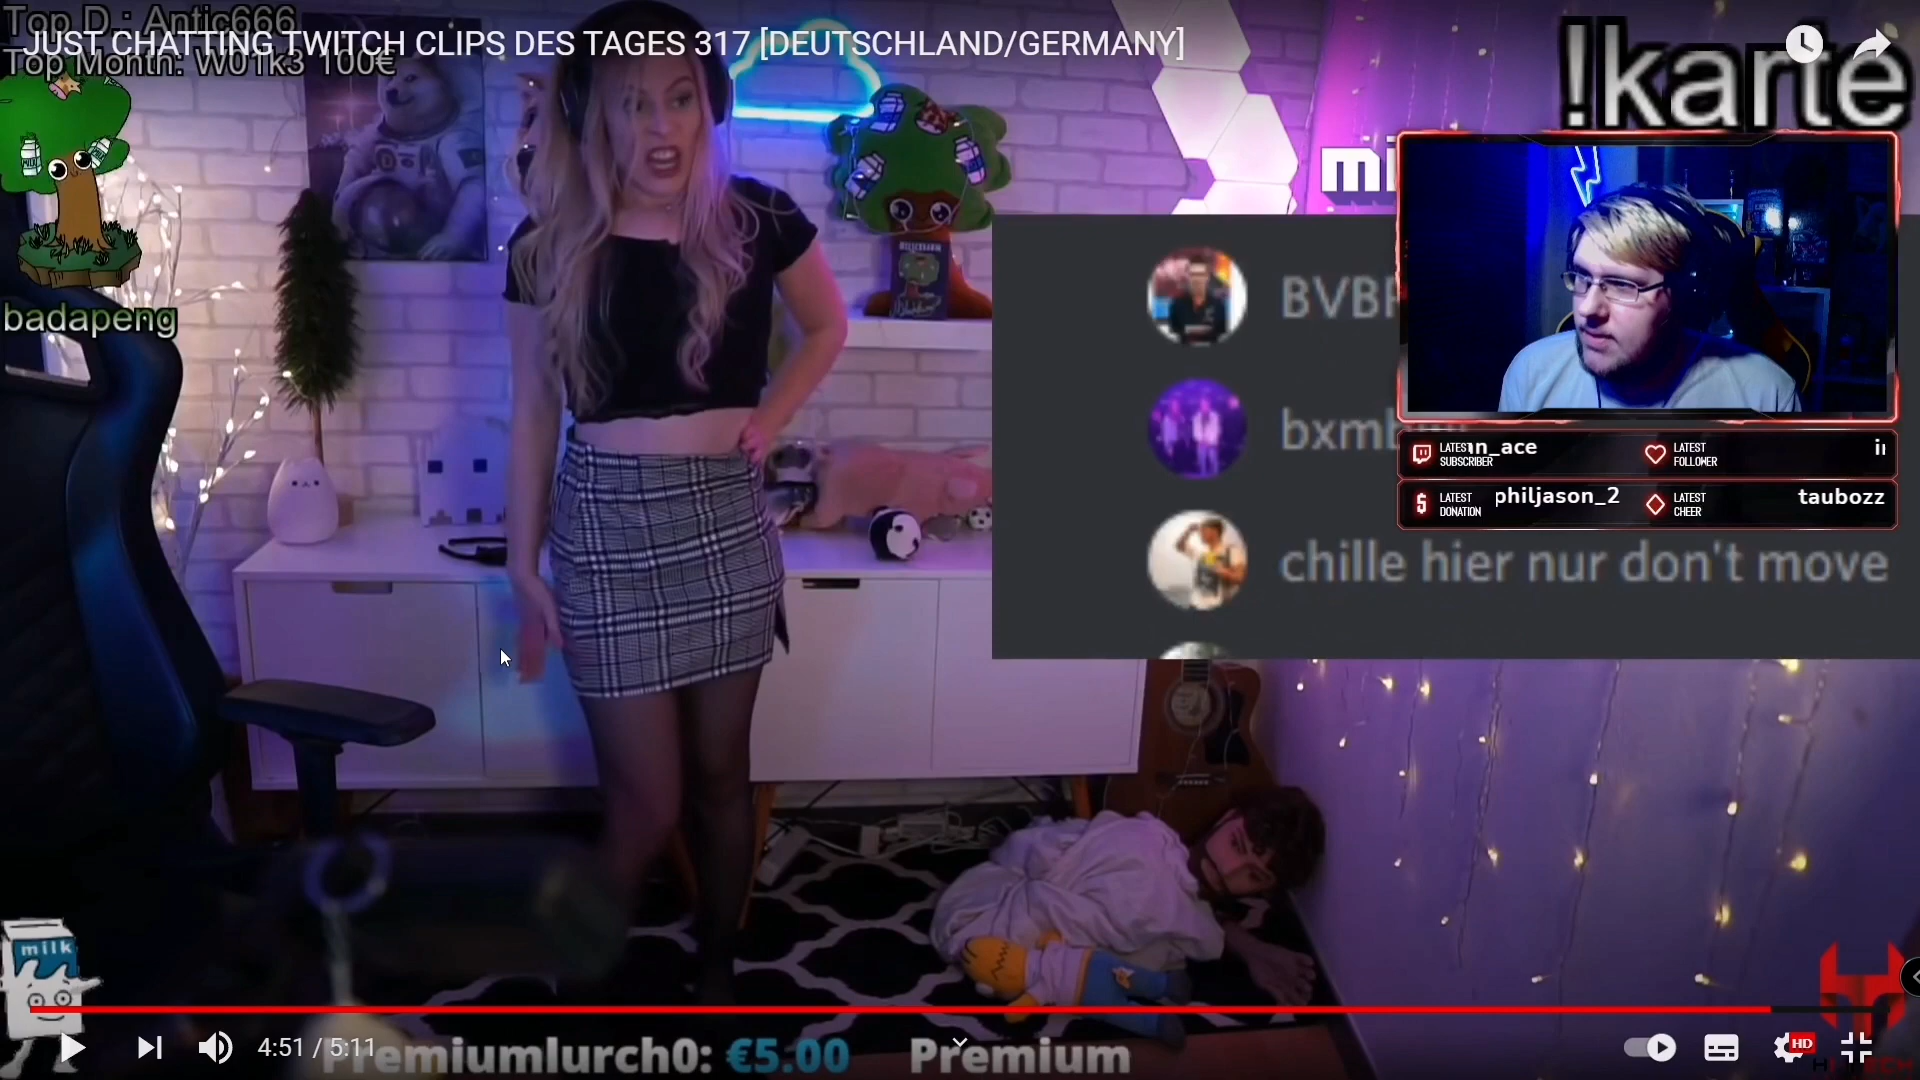 Top D.: Antic666
JUST CHATTING TWITCH CLIPS DES TAGES 317 [DEUTSCHLAND/GERMANY]
Top Month: W01k3 100€
!karte
mi
badapeng
BVB
bxmb
chille hier nur don't move
LATEST
SUBSCRIBER
n_ace
LATEST
FOLLOWER
LATEST
DONATION
philjason_2
LATEST
CHEER
taubozz
milk
4:51 / 5:11
emiumlurch0: €5.00 Premium
HD